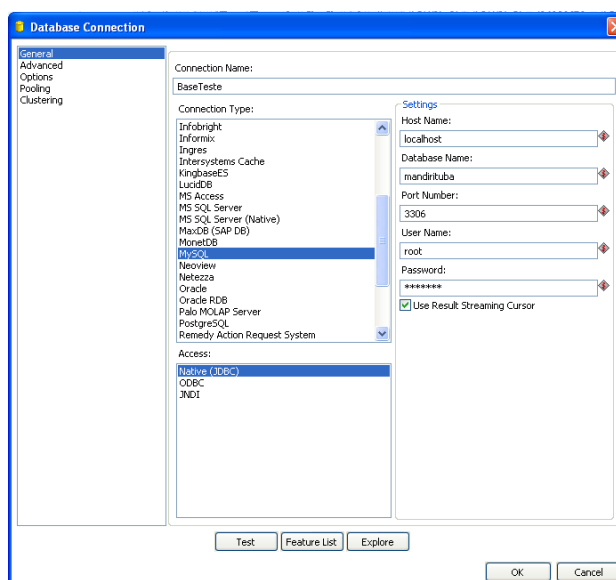 Database Connection
General
Advanced
Options
Pooling
Clustering
Connection Name:
BaseTeste
Connection Type:
Infobright
Informix
Ingres
Intersystems Cache
KingbaseES
LucidDB
MS Access
MS SQL Server
MS SQL Server (Native)
MaxDB (SAP DB)
MonetDB
MySQL
Neoview
Netezza
Oracle
Oracle RDB
Palo MOLAP Server
PostgreSQL
Remedy Action Request System
Access:
Native (JDBC)
ODBC
JNDI
Settings
Host Name:
localhost
Database Name:
mandirituba
Port Number:
3306
User Name:
root
Password:
*******
Use Result Streaming Cursor
Test
Feature List
Explore
OK
Cancel